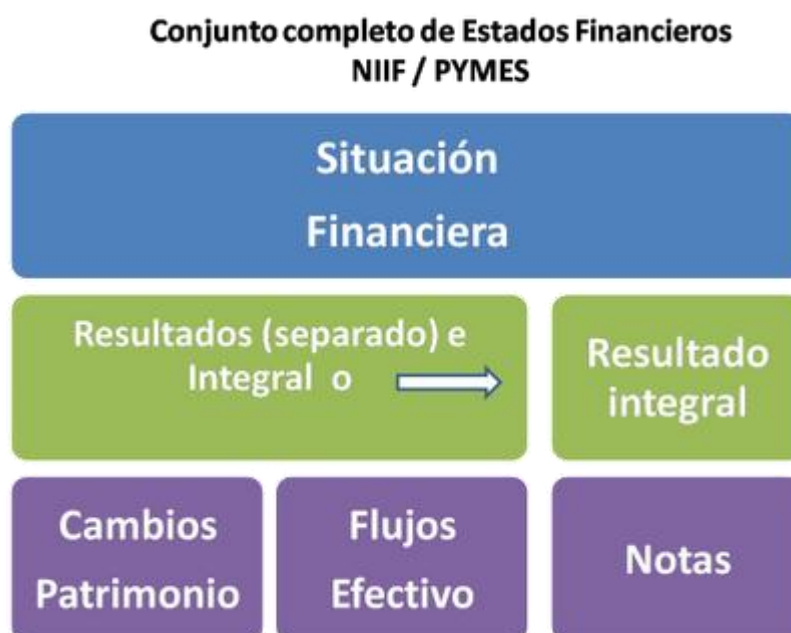 Conjunto completo de Estados Financieros
NIIF / PYMES
Situación
Financiera
Resultados (separado) e
Integral o
Resultado
integral
Cambios
Patrimonio
Flujos
Efectivo
Notas